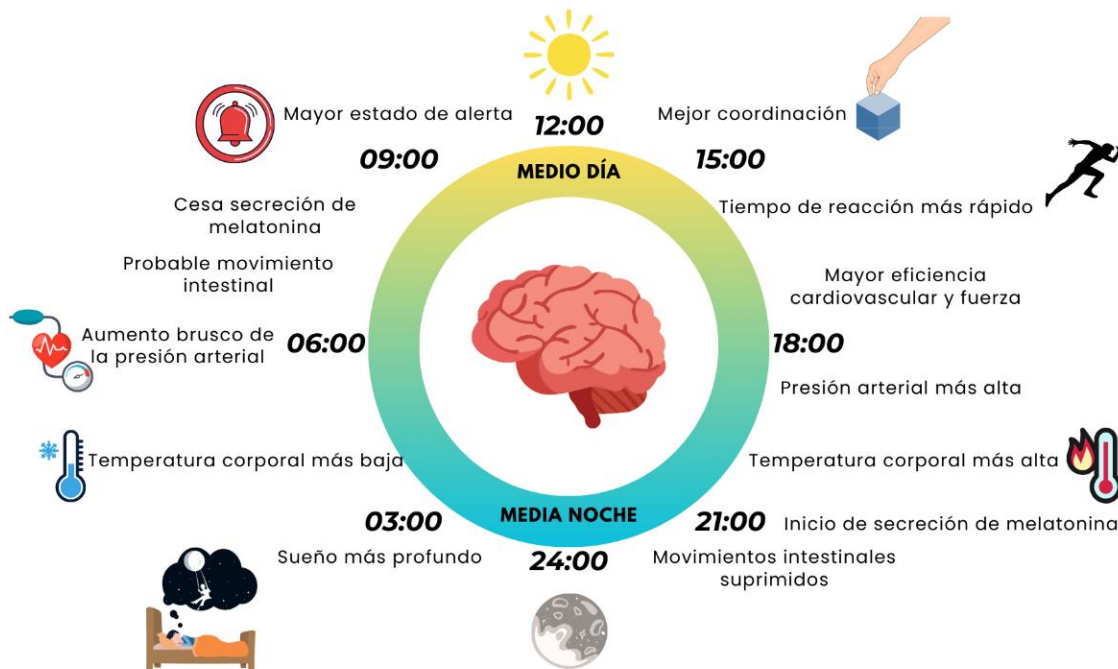 Mayor estado de alerta
12:00
Mejor coordinación
09:00
MEDIO DÍA
15:00
Cesa secreción de
melatonina
Tiempo de reacción más rápido
Probable movimiento
intestinal
Mayor eficiencia
cardiovascular y fuerza
Aumento brusco de
la presión arterial
06:00
18:00
Presión arterial más alta
Temperatura corporal más baja
Temperatura corporal más alta
03:00
MEDIA NOCHE
21:00
Inicio de secreción de melatonina
Sueño más profundo
24:00
Movimientos intestinales
suprimidos